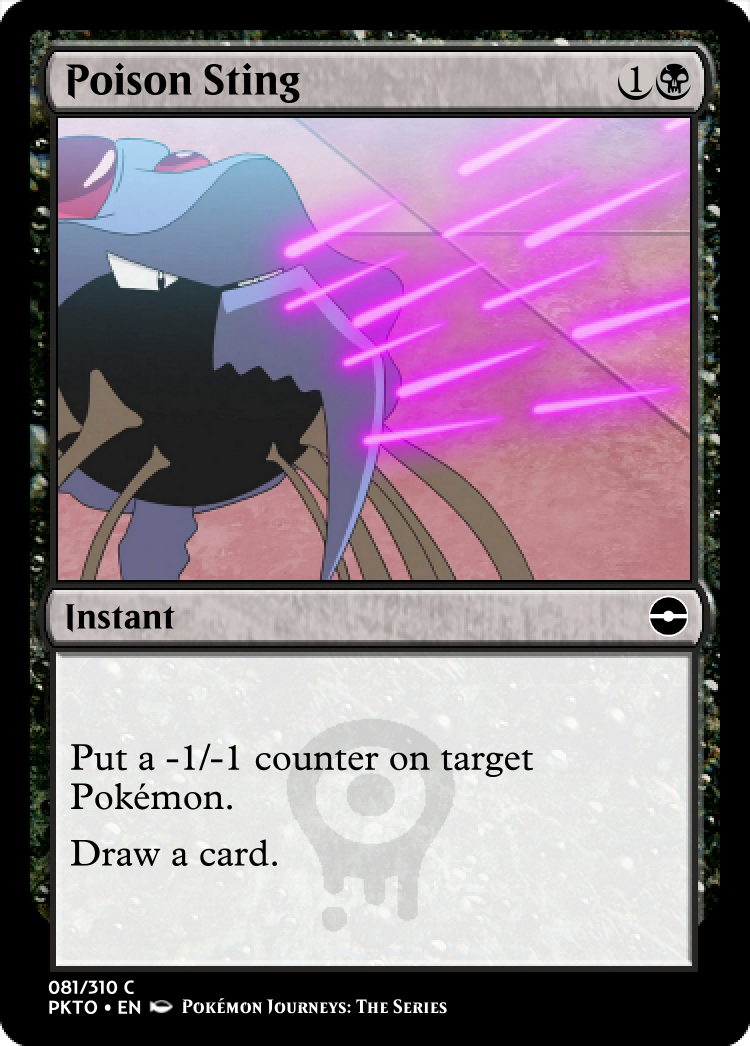 Poison Sting 1
Instant
Put a -1/-1 counter on target
Pokémon.
Draw a card.
081/310 C
PKTO • EN Pokémon Journeys: The Series